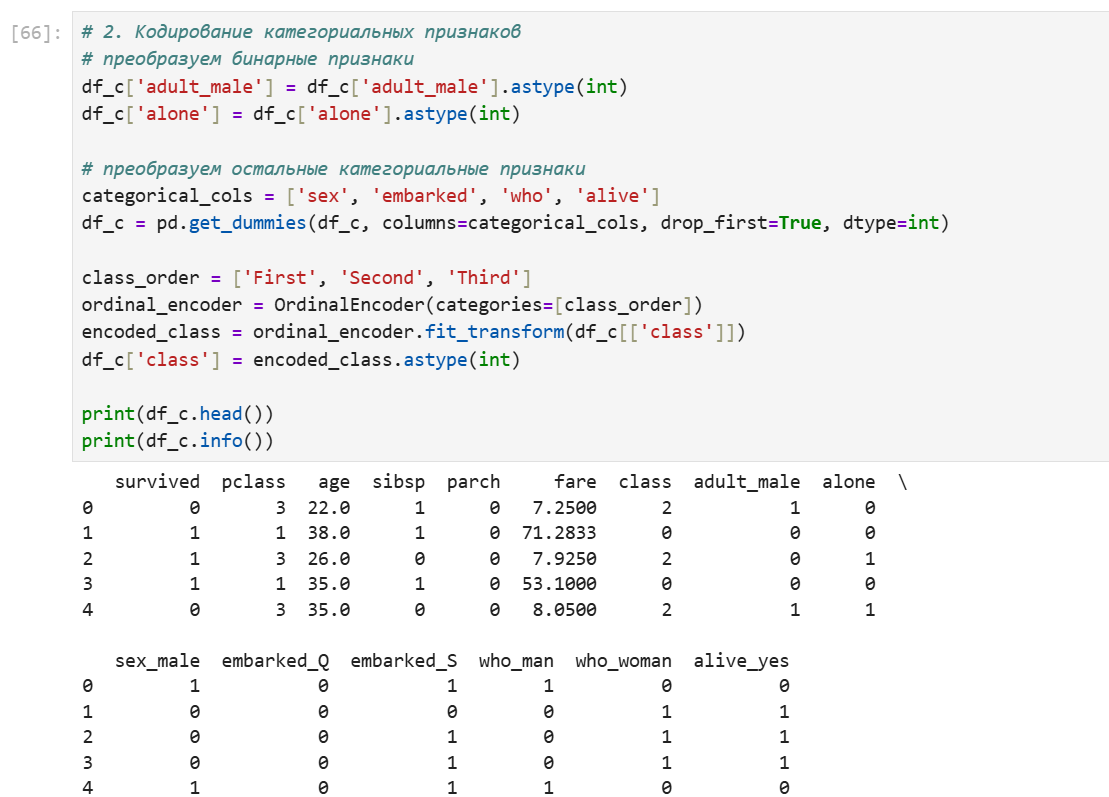 [66]: # 2. Кодирование категориальных признаков
# преобразуем бинарные признаки
df_c['adult_male'] = df_c['adult_male'].astype(int)
df_c['alone'] = df_c['alone'].astype(int)
# преобразуем остальные категориальные признаки
categorical_cols = ['sex', 'embarked', 'who', 'alive']
df_c = pd.get_dummies(df_c, columns=categorical_cols, drop_first=True, dtype=int)
class_order = ['First', 'Second', 'Third']
ordinal_encoder = OrdinalEncoder(categories=[class_order])
encoded_class = ordinal_encoder.fit_transform(df_c[['class']])
df_c['class'] = encoded_class.astype(int)
print(df_c.head())
print(df_c.info())
survived pclass age sibsp parch fare class adult_male alone \
0 0 3 22.0 1 0 7.2500 2 1 0
1 1 1 38.0 1 0 71.2833 0 0 0
2 1 3 26.0 0 0 7.9250 2 0 1
3 1 1 35.0 1 0 53.1000 0 0 0
4 0 3 35.0 0 0 8.0500 2 1 1
sex_male embarked_Q embarked_S who_man who_woman alive_yes
0 1 0 1 1 0 0
1 0 0 0 0 1 1
2 0 0 1 0 1 1
3 0 0 1 0 1 1
4 1 0 1 1 0 0